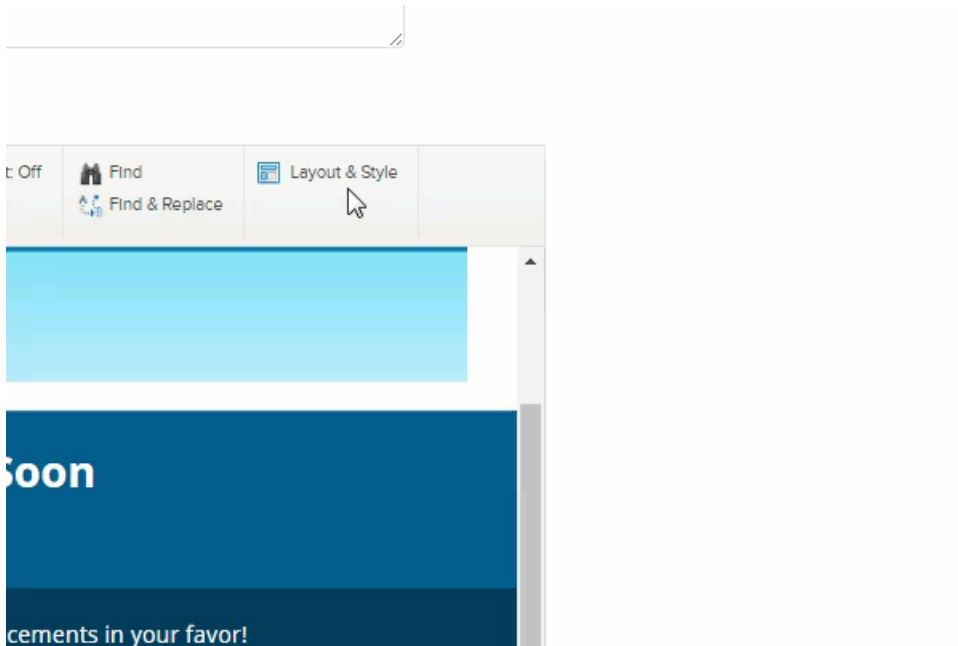 t: Off
Find
Layout & Style
Find & Replace
Soon
cements in your favor!